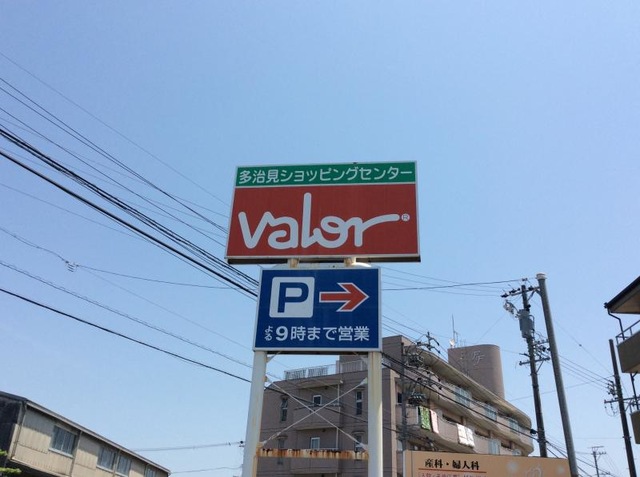 多治見ショッピングセンター
Valor
P
よる9時まで営業
産科・婦人科